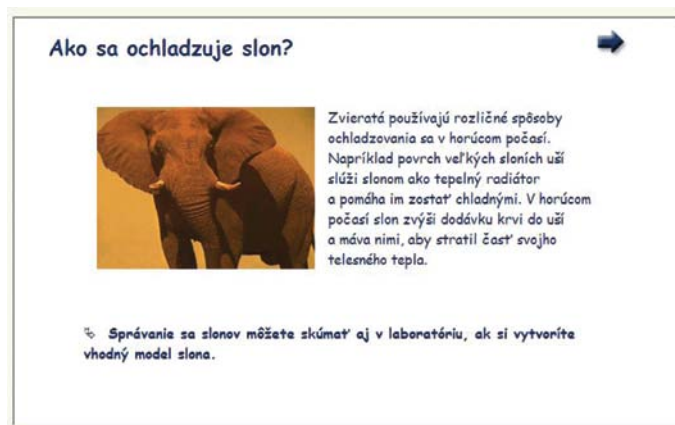 Ako sa ochladzuje slon?
Zvieratá používajú rozličné spôsoby
ochladzovania sa v horúcom počasí.
Napríklad povrch veľkých sloních uší
slúži slonom ako tepelný radiátor
a pomáha im zostať chladnými. V horúcom
počasí slon zvýši dodávku krvi do uší
a máva nimi, aby stratil časť svojho
telesného tepla.
Správanie sa slonov môžete skúmať aj v laboratóriu, ak si vytvoríte
vhodný model slona.